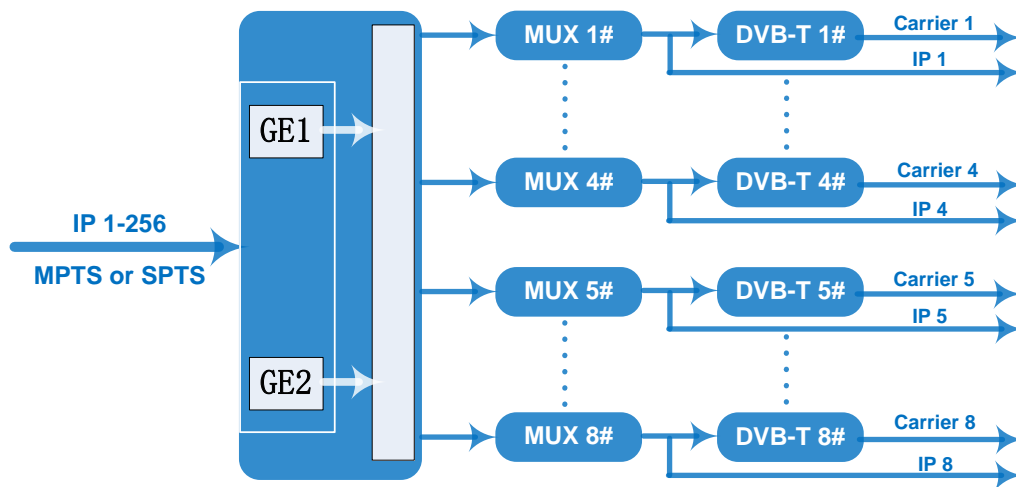 MUX 1#
DVB-T 1#
Carrier 1
IP 1
GE1
MUX 4#
DVB-T 4#
Carrier 4
IP 4
IP 1-256
MPTS or SPTS
MUX 5#
DVB-T 5#
Carrier 5
IP 5
GE2
MUX 8#
DVB-T 8#
Carrier 8
IP 8